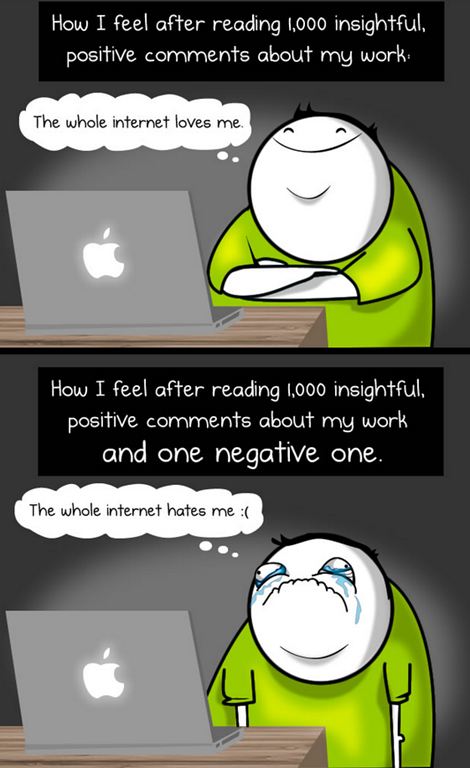 How I feel after reading 1,000 insightful,
positive comments about my work:
The whole internet loves me.
How I feel after reading 1,000 insightful,
positive comments about my work
and one negative one.
The whole internet hates me :(